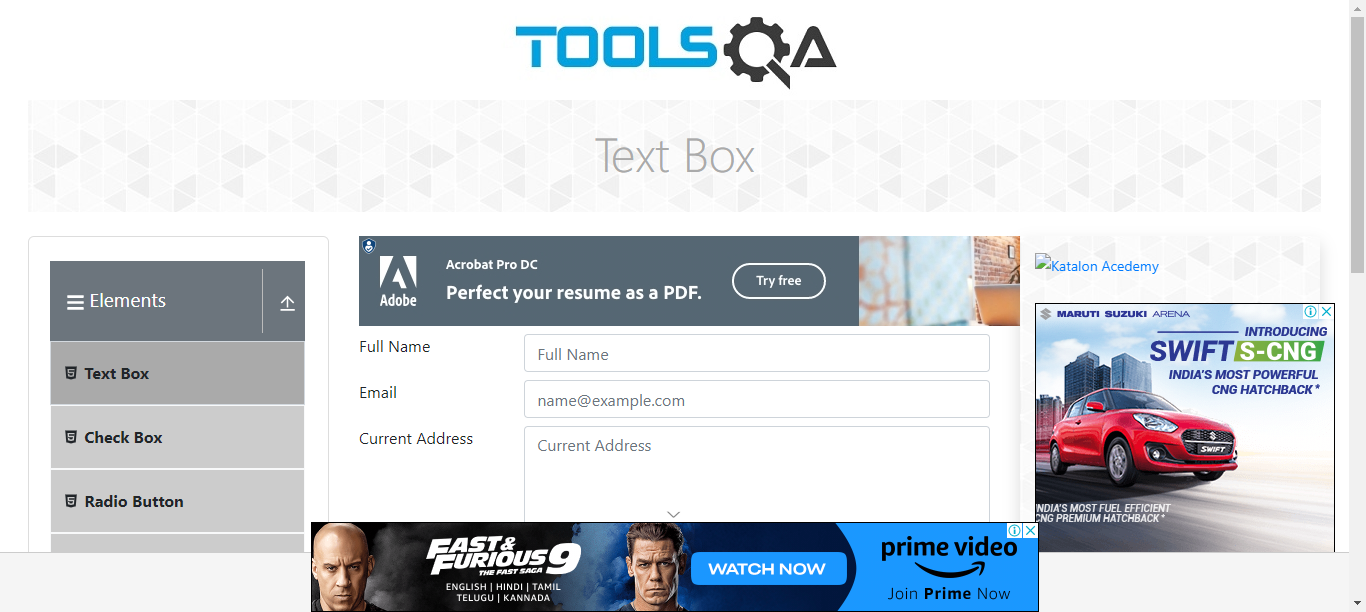 TOOLSQA
Text Box
Elements
Text Box
Check Box
Radio Button
Adobe
Acrobat Pro DC
Perfect your resume as a PDF.
Try free
Full Name
Full Name
Email
name@example.com
Current Address
Current Address
Katalon Acedemy
MARUTI SUZUKI ARENA
INTRODUCING
SWIFT S-CNG
INDIA'S MOST POWERFUL
CNG HATCHBACK*
SWIFT
INDIA'S MOST FUEL EFFICIENT
CNG PREMIUM HATCHBACK*
FAST &
FURIOUS 9
THE FAST SAGA
ENGLISH | HINDI | TAMIL
TELUGU | KANNADA
WATCH NOW
prime video
Join Prime Now